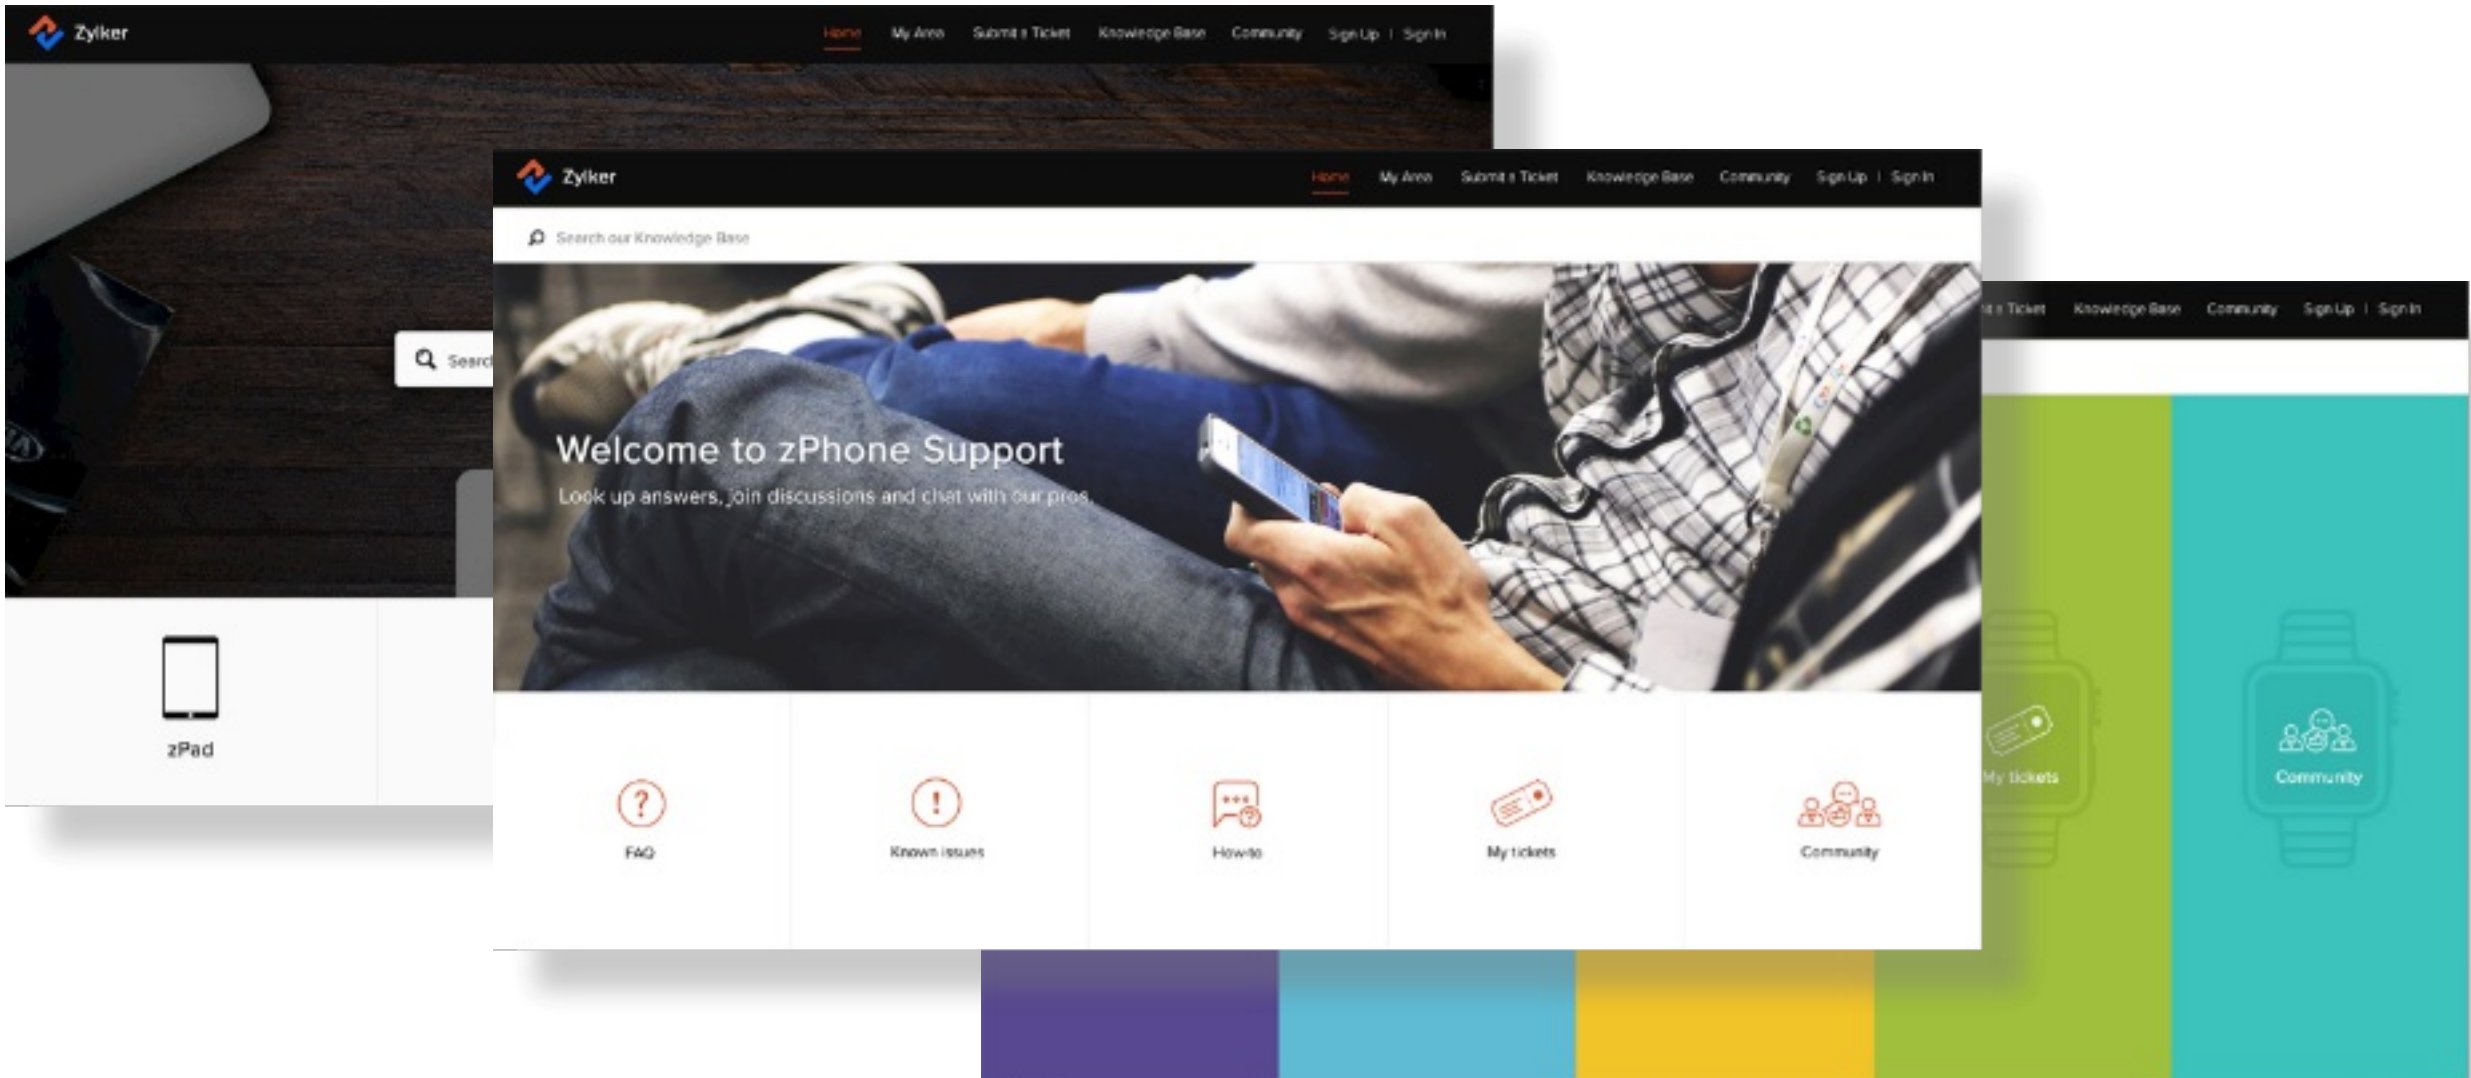 Zylker
Home My Area Submit a Ticket Knowledge Base Community Sign Up | Sign In
Zylker
Home My Area Submit a Ticket Knowledge Base Community Sign Up | Sign In
Search our Knowledge Base
Ticket Knowledge Base Community Sign Up | Sign In
Welcome to zPhone Support
Look up answers, join discussions and chat with our pros.
zPad
My tickets
Community
FAQ
Known issues
How-to
My tickets
Community